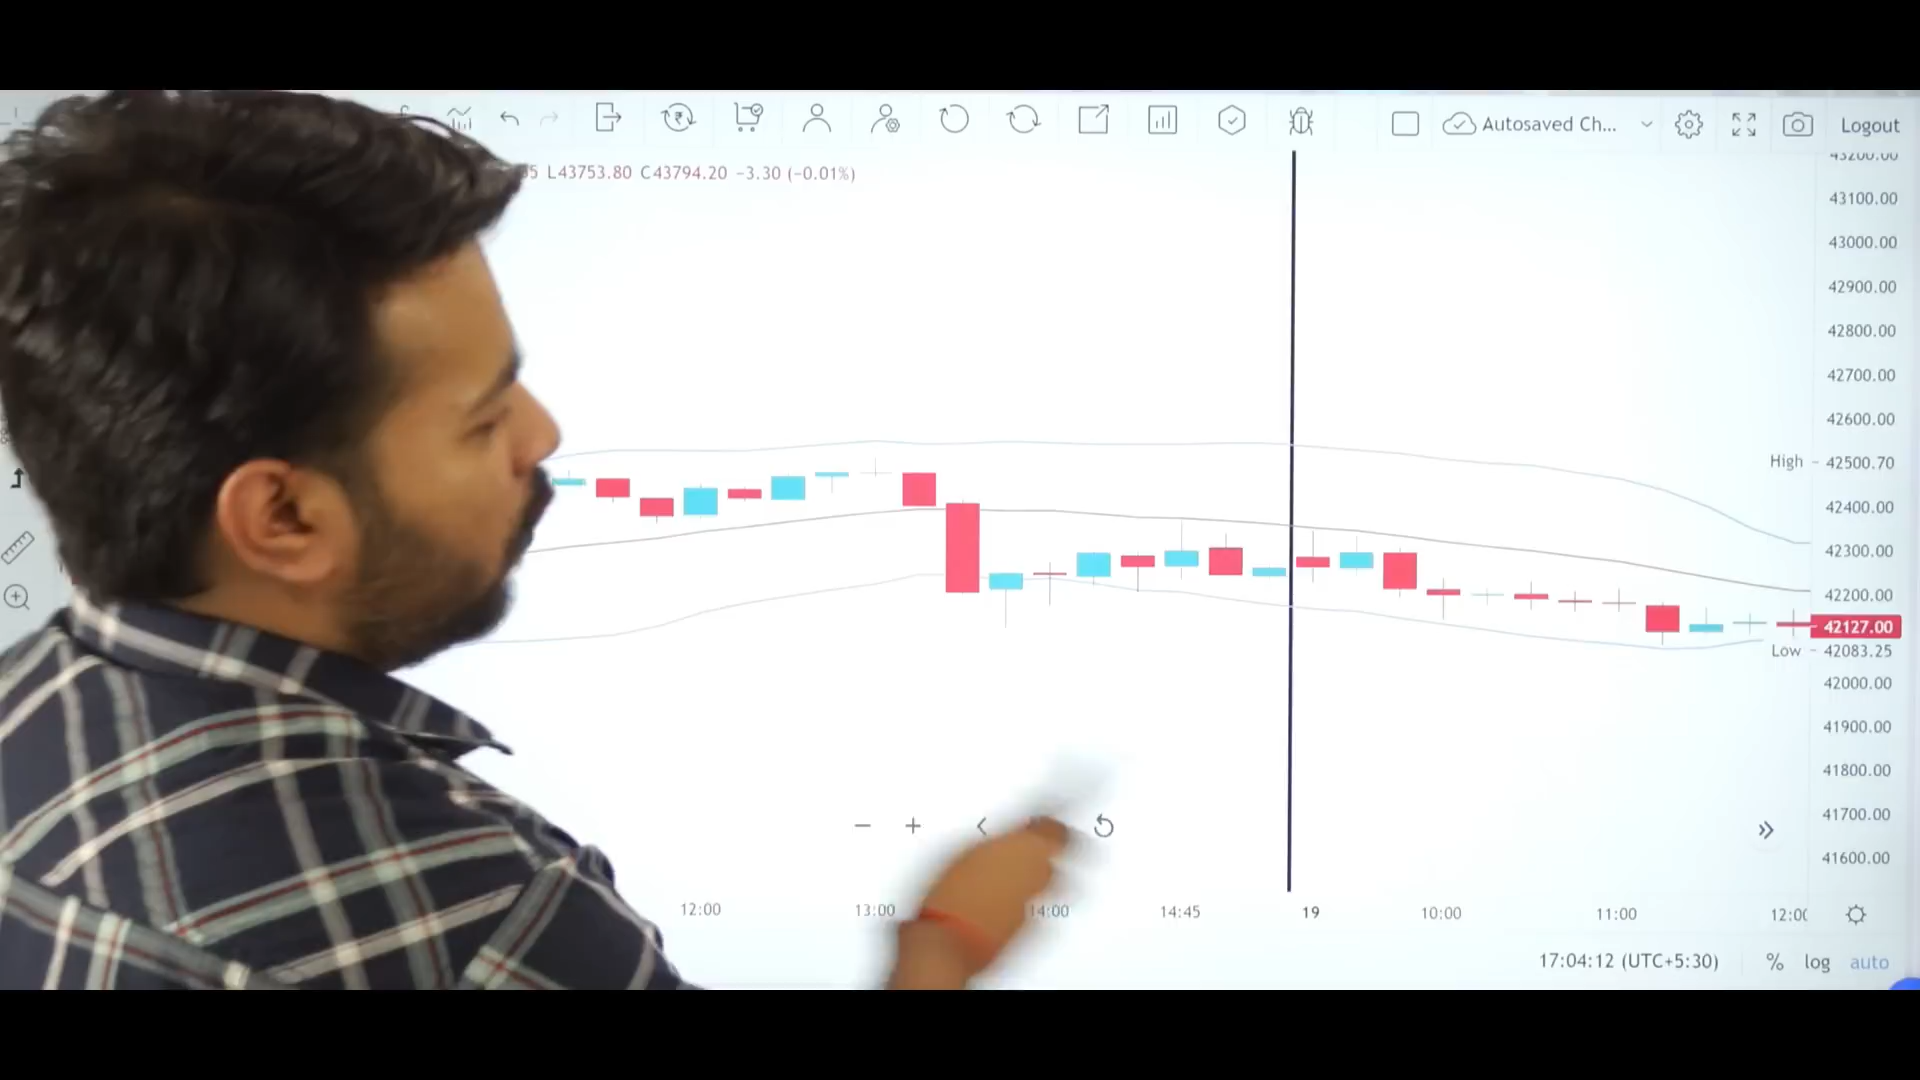 Autosaved Ch... Logout
L43753.80 C43794.20 −3.30 (−0.01%)
43200.00
43100.00
43000.00
42900.00
42800.00
42700.00
42600.00
High 42500.70
42400.00
42300.00
42200.00
42127.00
Low 42083.25
42000.00
41900.00
41800.00
41700.00
41600.00
12:00 13:00 14:00 14:45 19 10:00 11:00
17:04:12 (UTC+5:30) % log auto